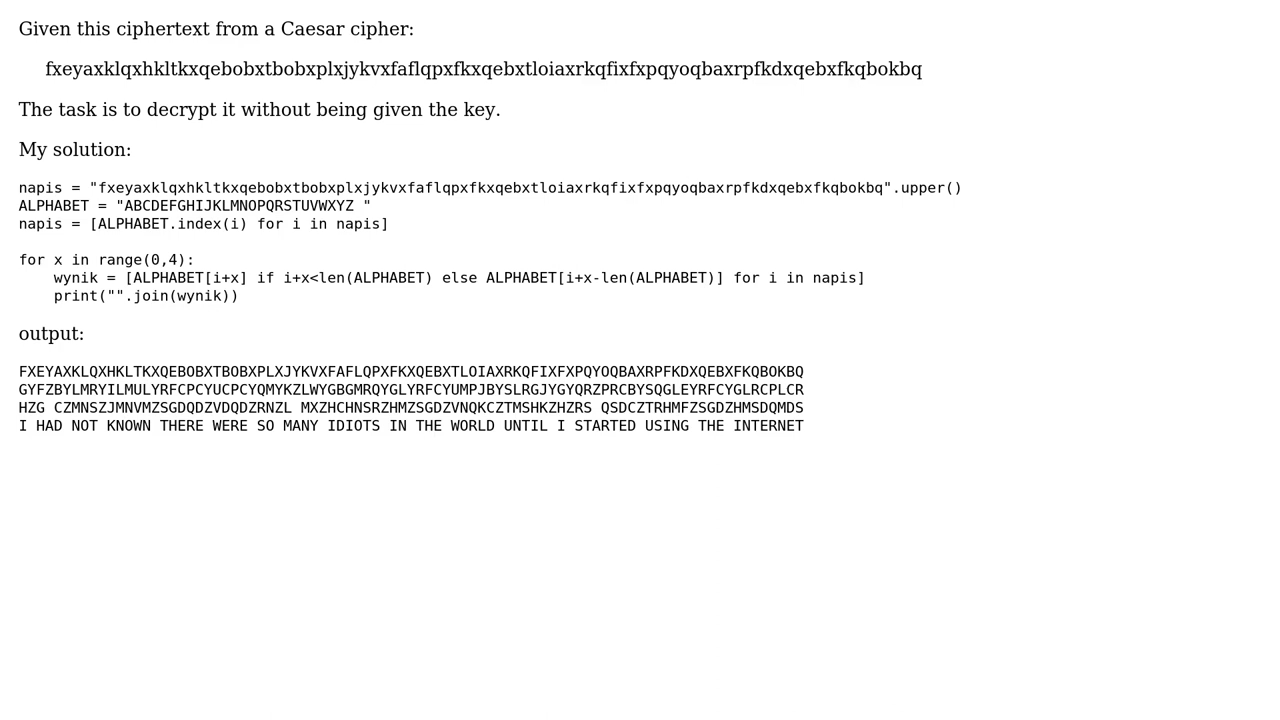 Given this ciphertext from a Caesar cipher:
fxeyaxklqxhkltkxqebobxtbobxplxjykvxfaflqpxfkxqebxtloiaxrkqfixfxpqyoqbaxrpfkdxqebxfkqbokbq
The task is to decrypt it without being given the key.
My solution:
napis = "fxeyaxklqxhkltkxqebobxtbobxplxjykvxfaflqpxfkxqebxtloiaxrkqfixfxpqyoqbaxrpfkdxqebxfkqbokbq".upper()
ALPHABET = "ABCDEFGHIJKLMNOPQRSTUVWXYZ "
napis = [ALPHABET.index(i) for i in napis]
for x in range(0,4):
    wynik = [ALPHABET[i+x] if i+x<len(ALPHABET) else ALPHABET[i+x-len(ALPHABET)] for i in napis]
    print("".join(wynik))
output:
FXEYAXKLQXHKLTKXQEBOBXTBOBXPLXJYKVXFAFLQPXFKXQEBXTLOIAXRKQFIXFXPQYOQBAXRPFKDXQEBXFKQBOKBQ
GYFZBYLMRYILMULYRFCPCYUCPCYQMYKZLWYGBGMRQYGLYRFCYUMPJBYSLRGJYGYQRZPRCBYSQGLEYRFCYGLRCPLCR
HZG CZMNSZJMNVMZSGDQDZVDQDZRNZL MXZHCHNSRZHMZSGDZVNQKCZTMSHKZHZRS QSDCZTRHMFZSGDZHMSDQMDS
I HAD NOT KNOWN THERE WERE SO MANY IDIOTS IN THE WORLD UNTIL I STARTED USING THE INTERNET